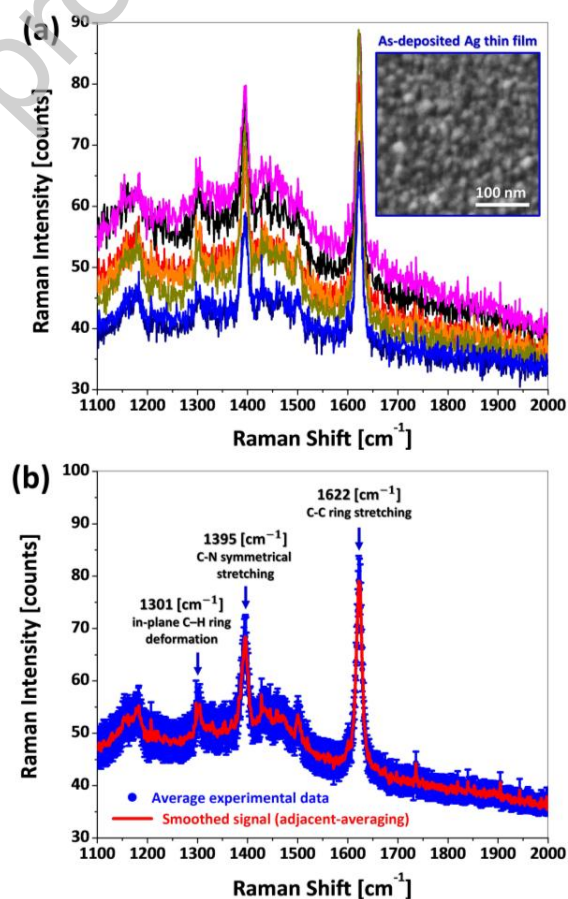 (a)
As-deposited Ag thin film
100 nm
90
80
70
60
50
40
30
Raman Intensity [counts]
1100 1200 1300 1400 1500 1600 1700 1800 1900 2000
Raman Shift [cm⁻¹]
(b)
100
90
80
70
60
50
40
30
Raman Intensity [counts]
1622 [cm⁻¹]
C-C ring stretching
1395 [cm⁻¹]
C-N symmetrical
stretching
1301 [cm⁻¹]
in-plane C–H ring
deformation
Average experimental data
Smoothed signal (adjacent-averaging)
1100 1200 1300 1400 1500 1600 1700 1800 1900 2000
Raman Shift [cm⁻¹]